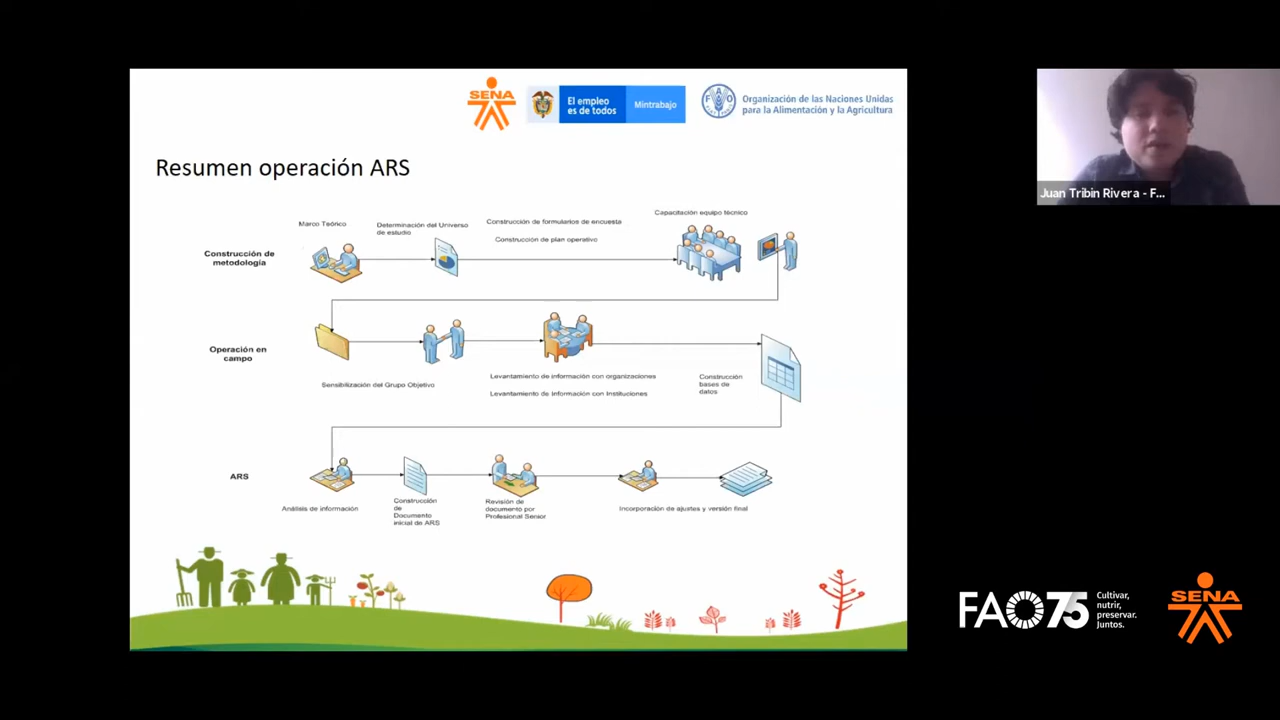 SENA
El empleo
es de todos
Mintrabajo
FAO
Organización de las Naciones Unidas
para la Alimentación y la Agricultura
Juan Tribin Rivera - F...
Resumen operación ARS
Construcción de
metodología
Marco Teórico
Determinación del Universo
de estudio
Construcción de formularios de encuesta
Construcción de plan operativo
Capacitación equipo técnico
Operación en
campo
Sensibilización del Grupo Objetivo
Levantamiento de información con organizaciones
Levantamiento de Información con Instituciones
Construcción
bases de
datos
ARS
Análisis de información
Construcción
de
Documento
inicial de ARS
Revisión de
documento por
Profesional Senior
Incorporación de ajustes y versión final
FAO75
Cultivar,
nutrir,
preservar.
Juntos.
SENA